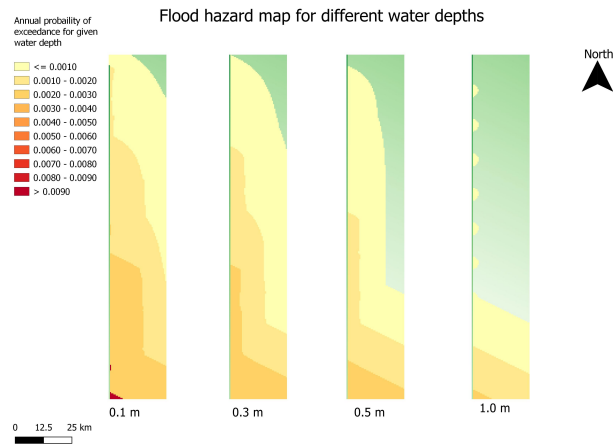 Flood hazard map for different water depths
Annual probaility of
exceedance for given
water depth
<= 0.0010
0.0010 - 0.0020
0.0020 - 0.0030
0.0030 - 0.0040
0.0040 - 0.0050
0.0050 - 0.0060
0.0060 - 0.0070
0.0070 - 0.0080
0.0080 - 0.0090
> 0.0090
North
0.1 m
0.3 m
0.5 m
1.0 m
0 12.5 25 km